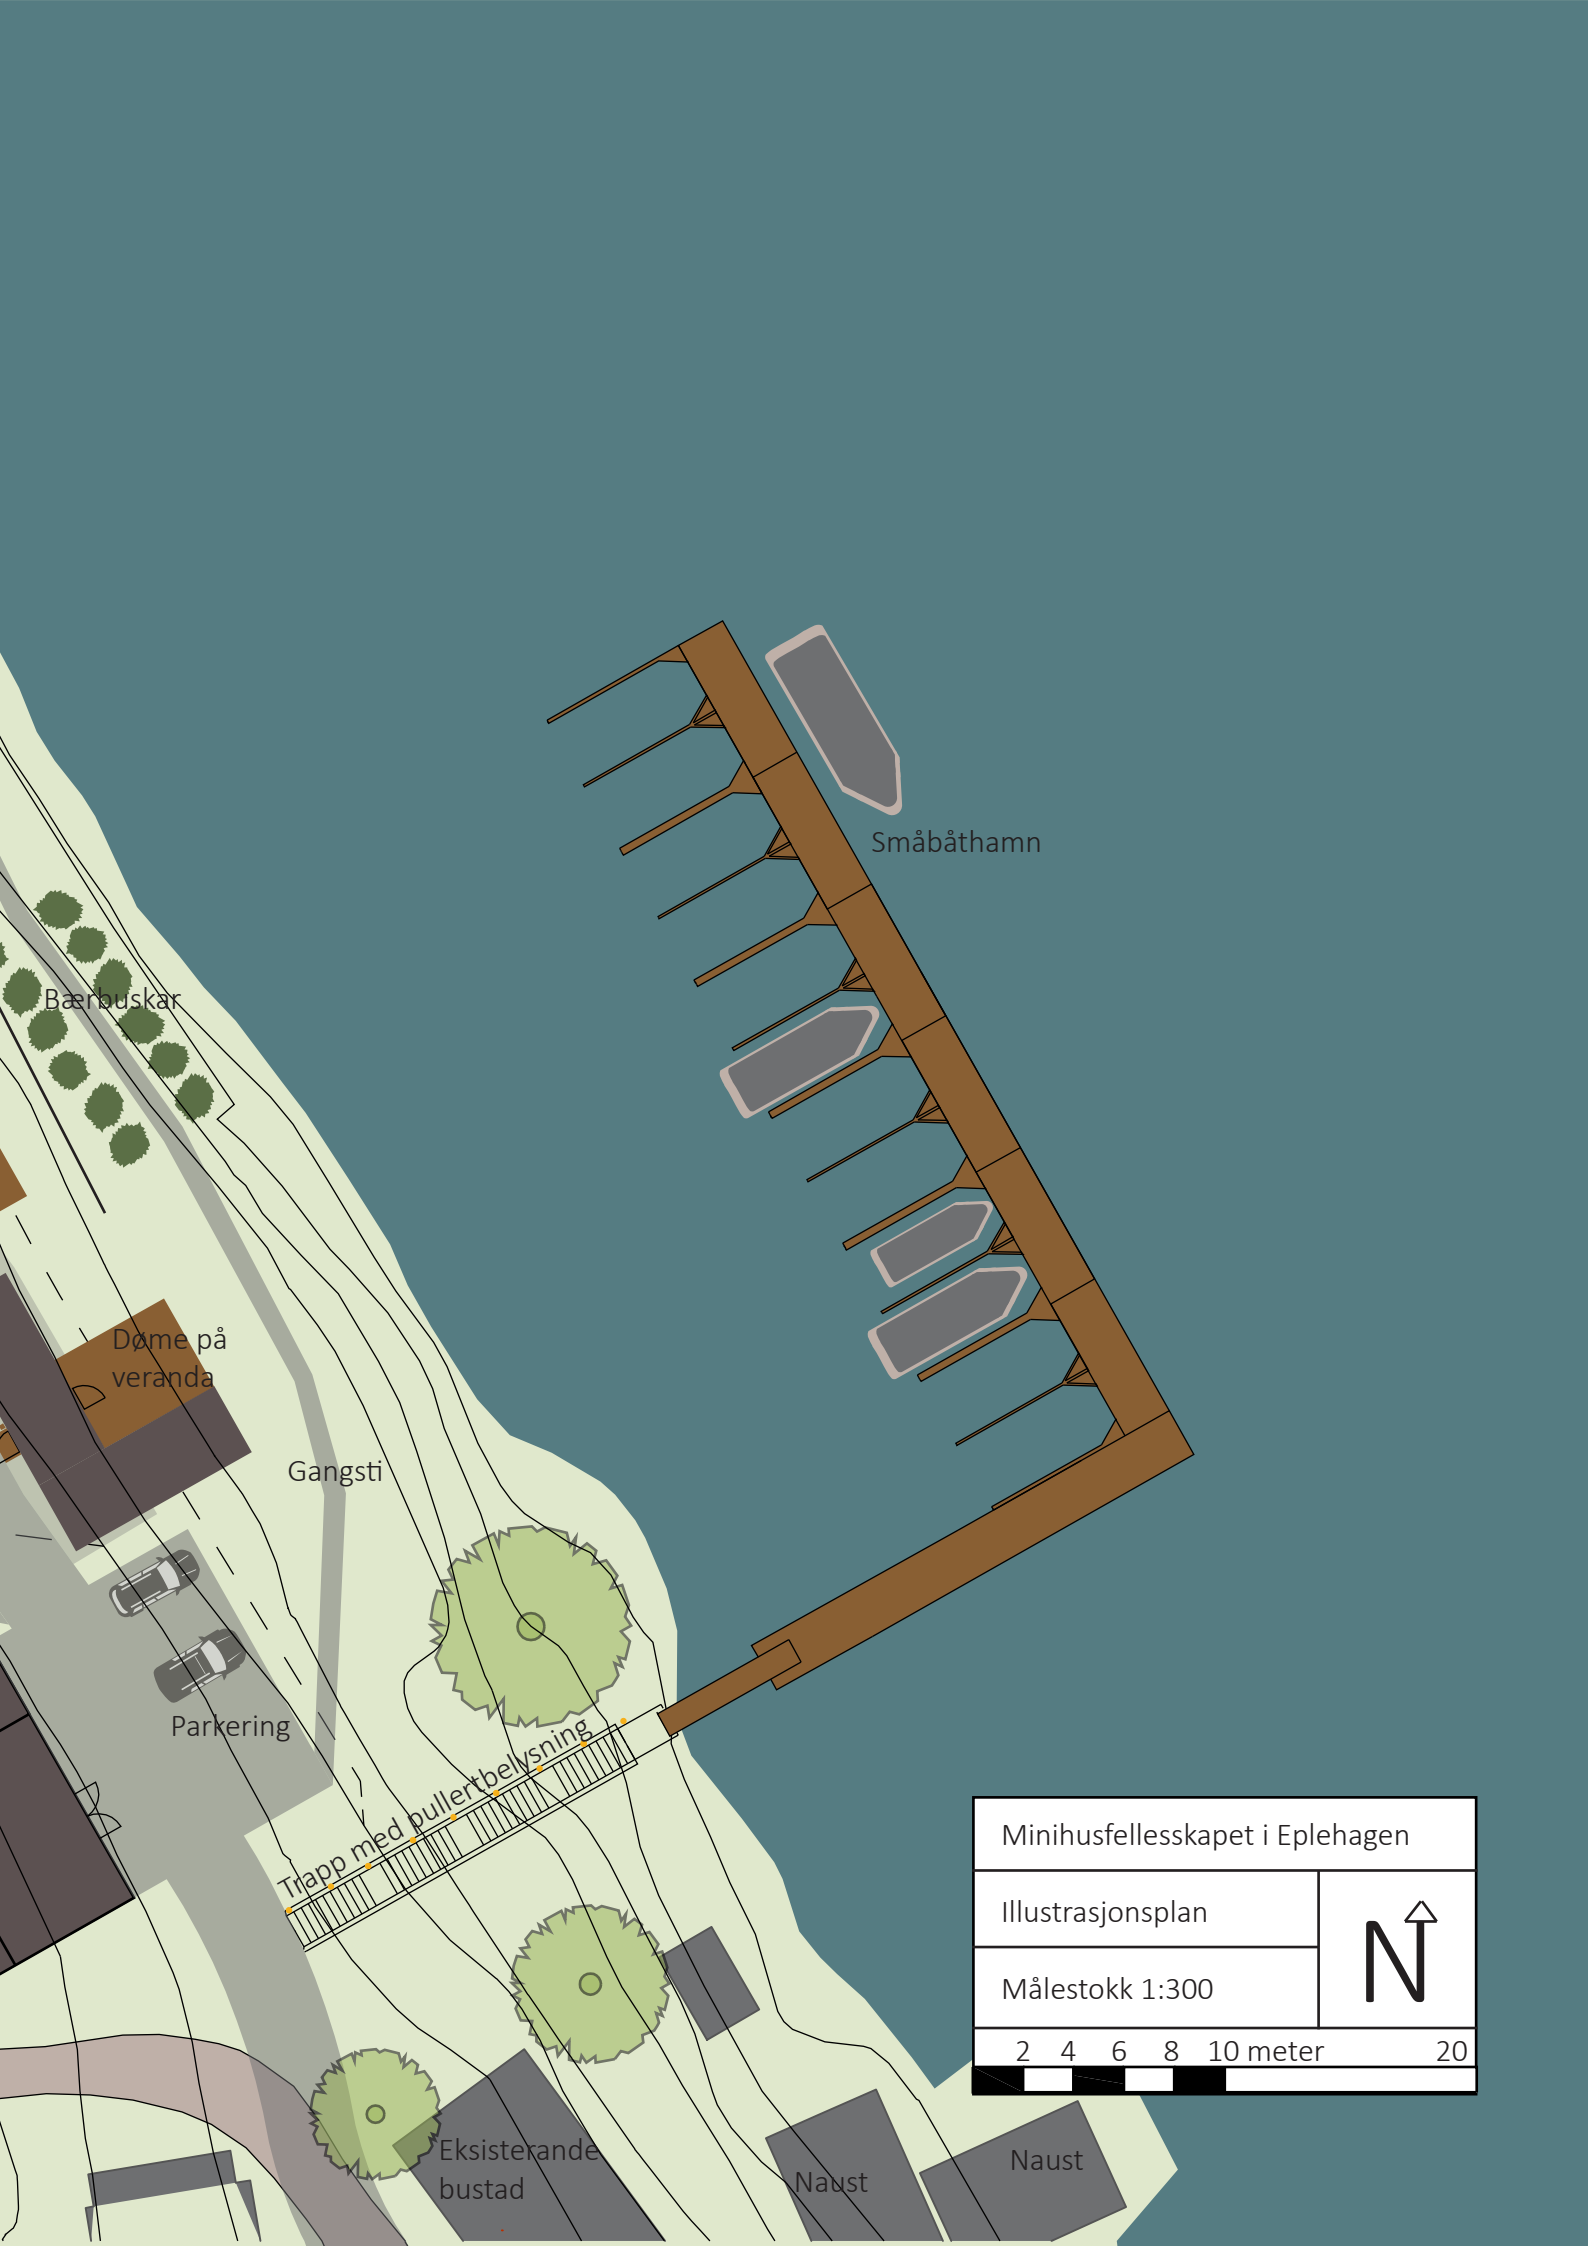 Småbåthamn
Bærbuskar
Døme på
veranda
Gangsti
Parkering
Trapp med pullertbelysning
Minihusfellesskapet i Eplehagen
Illustrasjonsplan
N
Målestokk 1:300
2 4 6 8 10 meter 20
Eksisterande
bustad
Naust
Naust